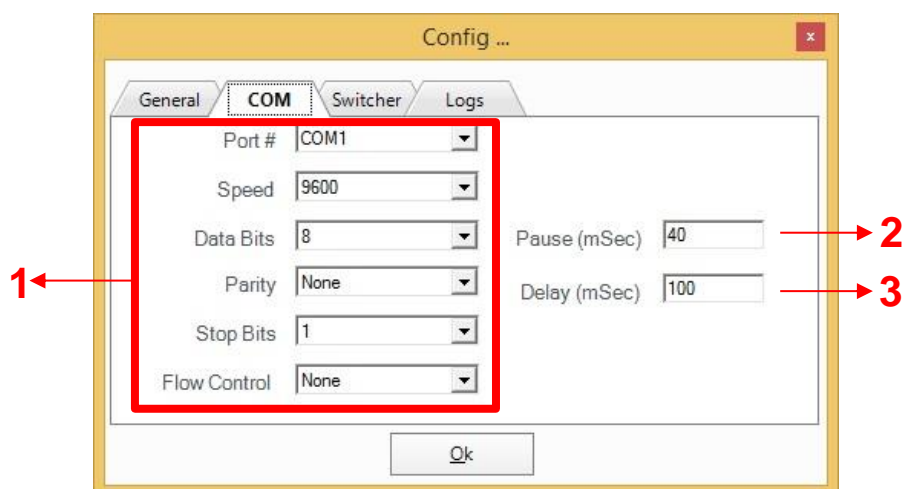 Config ...
x
General COM Switcher Logs
Port # COM1
Speed 9600
Data Bits 8 Pause (mSec) 40 2
1 Parity None Delay (mSec) 100 3
Stop Bits 1
Flow Control None
Ok